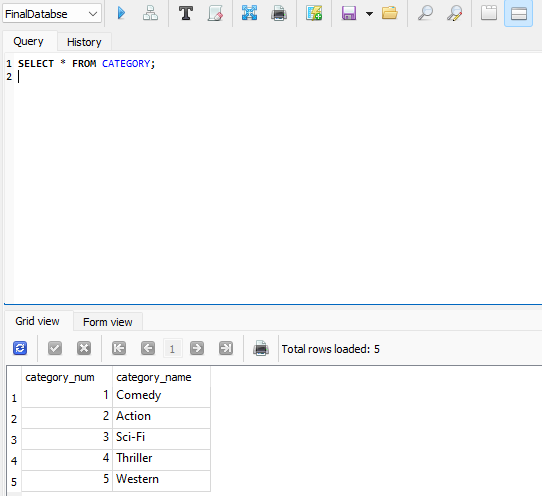 FinalDatabse
Query History
1 SELECT * FROM CATEGORY;
2
Grid view Form view
1 Total rows loaded: 5
category_num category_name
1 1 Comedy
2 2 Action
3 3 Sci-Fi
4 4 Thriller
5 5 Western